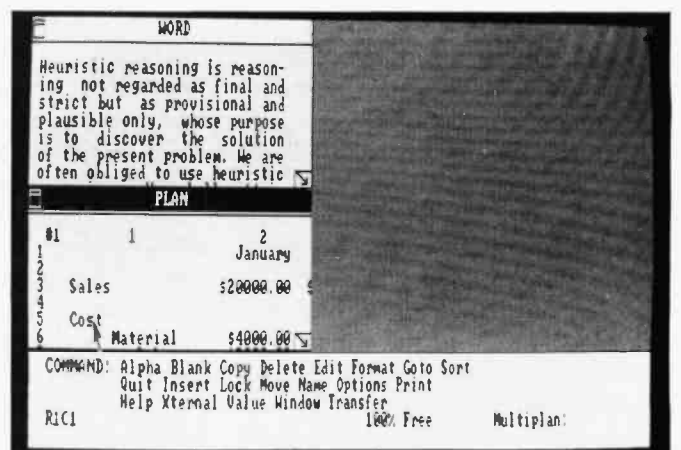 WORD
Heuristic reasoning is reason-
ing not regarded as final and
strict but as provisional and
plausible only, whose purpose
is to discover the solution
of the present problem. We are
often obliged to use heuristic
PLAN
#1 1 2
1 January
2
3 Sales $20000.00
4
5 Cost
6 Material $4000.00
COMMAND: Alpha Blank Copy Delete Edit Format Goto Sort
Quit Insert Lock Move Name Options Print
Help Xternal Value Window Transfer
R1C1 100% Free Multiplan: